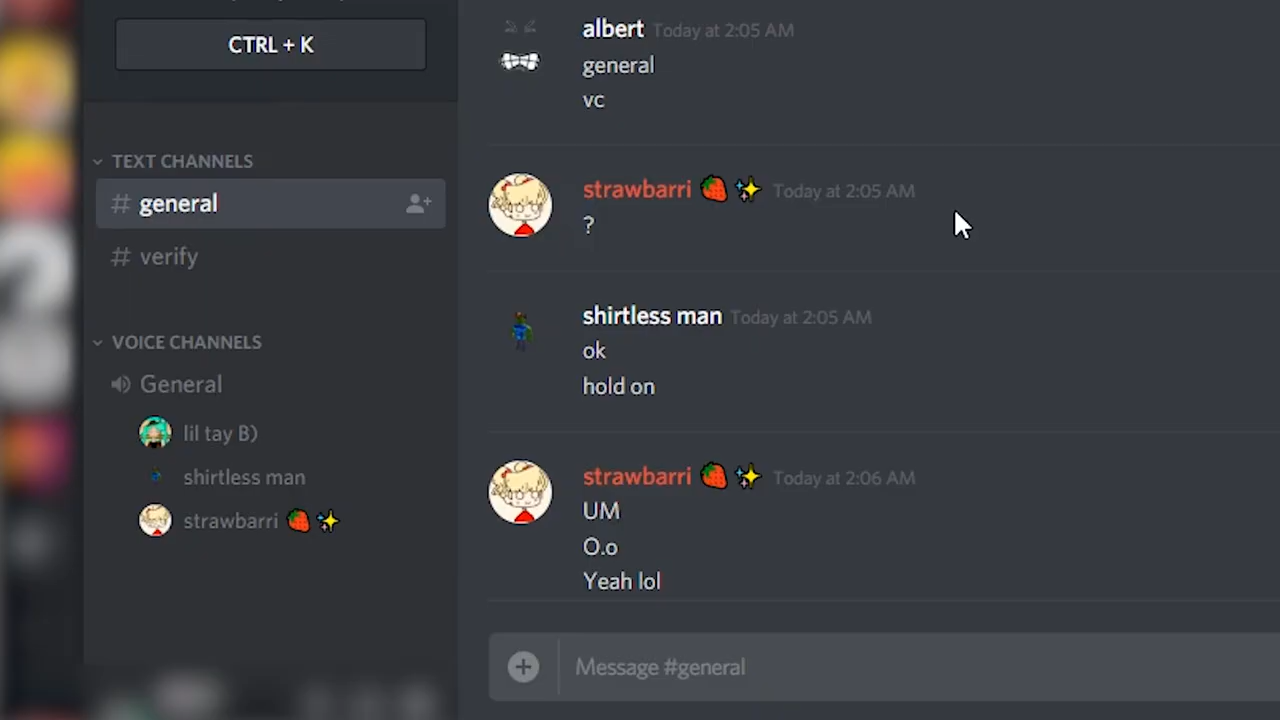 CTRL + K
TEXT CHANNELS
# general
# verify
VOICE CHANNELS
General
lil tay B)
shirtless man
strawbarri 🍓 ✨
albert Today at 2:05 AM
general
vc
strawbarri 🍓 ✨ Today at 2:05 AM
?
shirtless man Today at 2:05 AM
ok
hold on
strawbarri 🍓 ✨ Today at 2:06 AM
UM
O.o
Yeah lol
Message #general